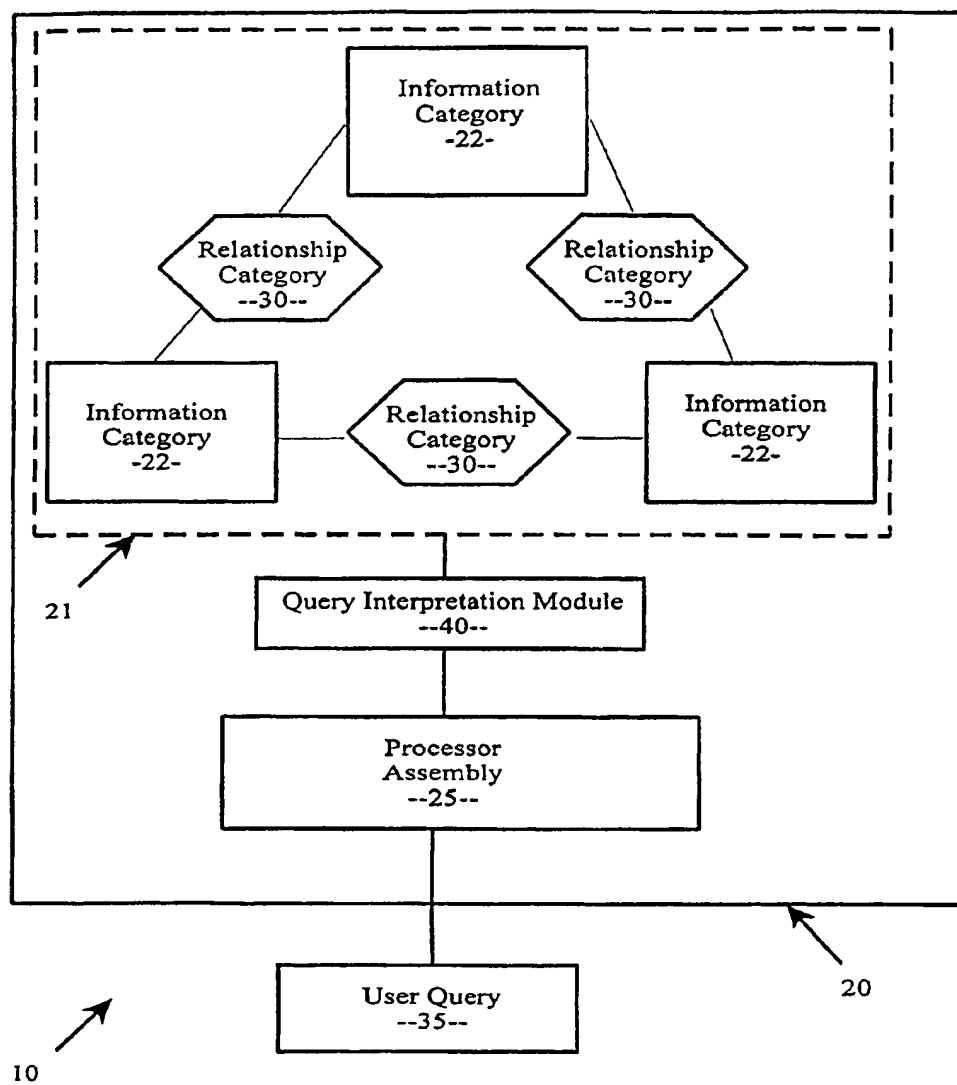 Information
Category
-22-
Relationship
Category
--30--
Relationship
Category
--30--
Information
Category
-22-
Relationship
Category
--30--
Information
Category
-22-
21
Query Interpretation Module
--40--
Processor
Assembly
--25--
20
User Query
--35--
10